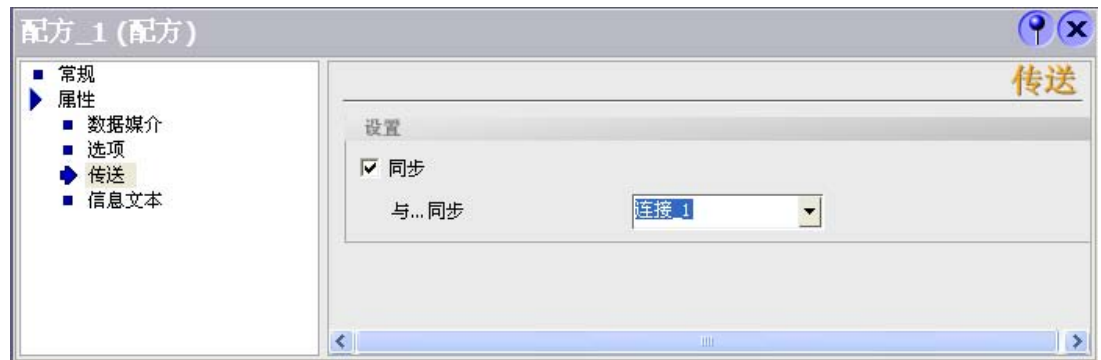 配方_1 (配方)
常规
属性
数据媒介
选项
传送
信息文本
传送
设置
同步
与...同步
连接_1